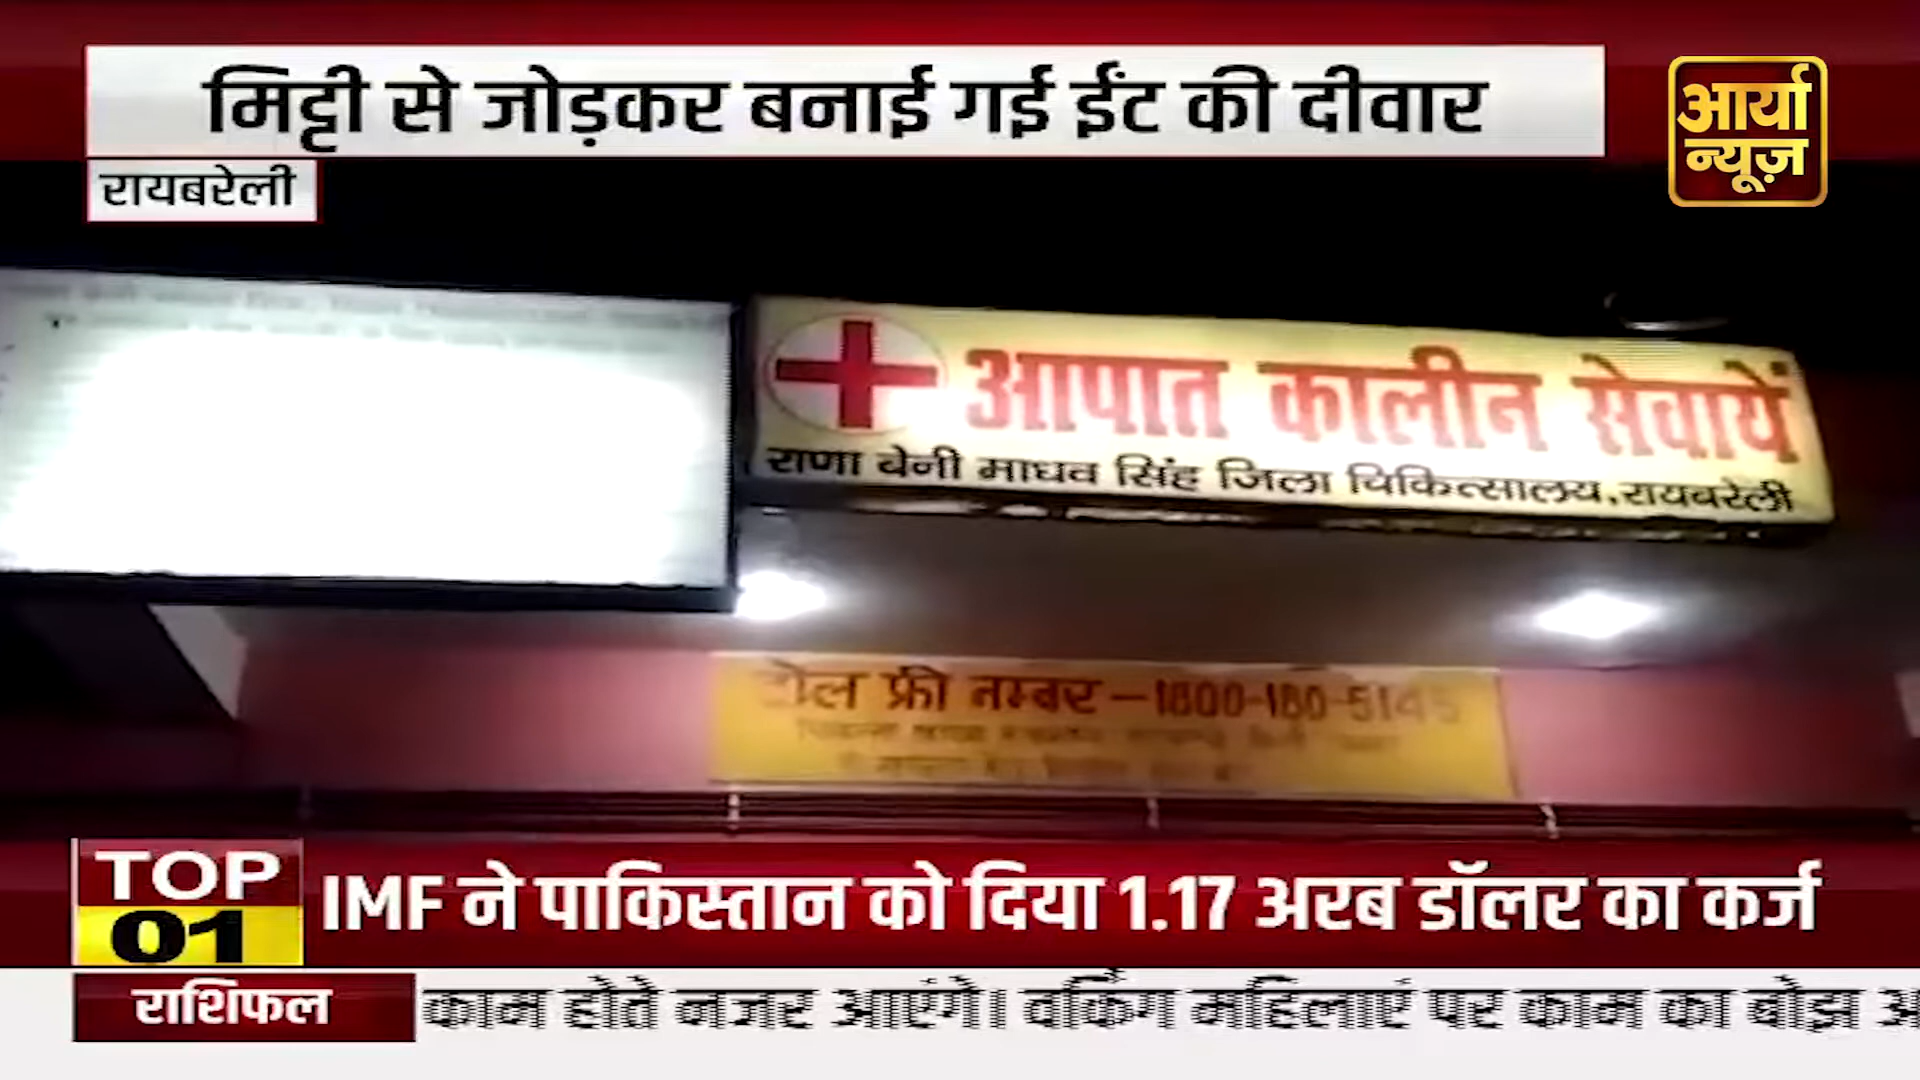 मिट्टी से जोड़कर बनाई गई ईंट की दीवार
आर्या
न्यूज़
रायबरेली
आपात कालीन सेवायें
राणा बेनी माधव सिंह जिला चिकित्सालय,रायबरेली
टोल फ्री नम्बर-1800-180-5145
TOP
01
IMF ने पाकिस्तान को दिया 1.17 अरब डॉलर का कर्ज
राशिफल
काम होते नजर आएंगे। वर्किंग महिलाएं पर काम का बोझ